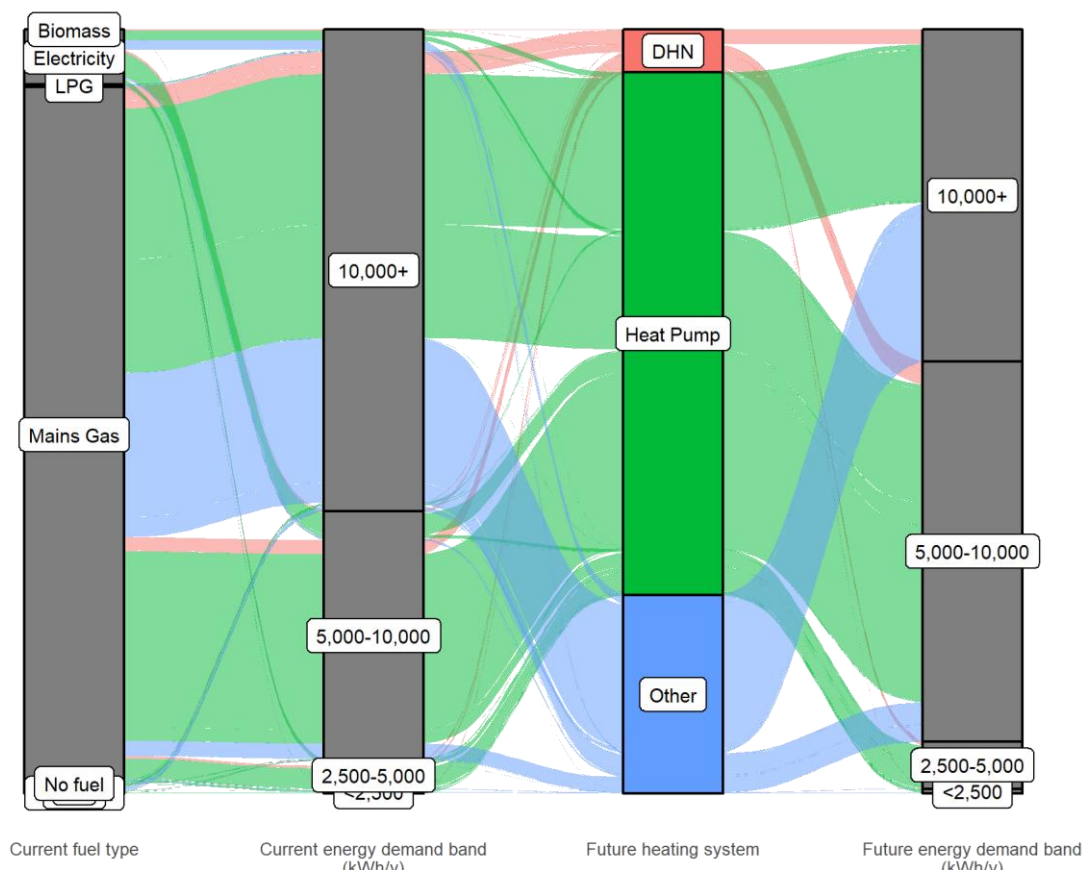 Biomass
Electricity
LPG
Mains Gas
No fuel
10,000+
5,000-10,000
2,500-5,000
<2,500
DHN
Heat Pump
Other
10,000+
5,000-10,000
2,500-5,000
<2,500
Current fuel type
Current energy demand band
(kWh/y)
Future heating system
Future energy demand band
(kWh/y)